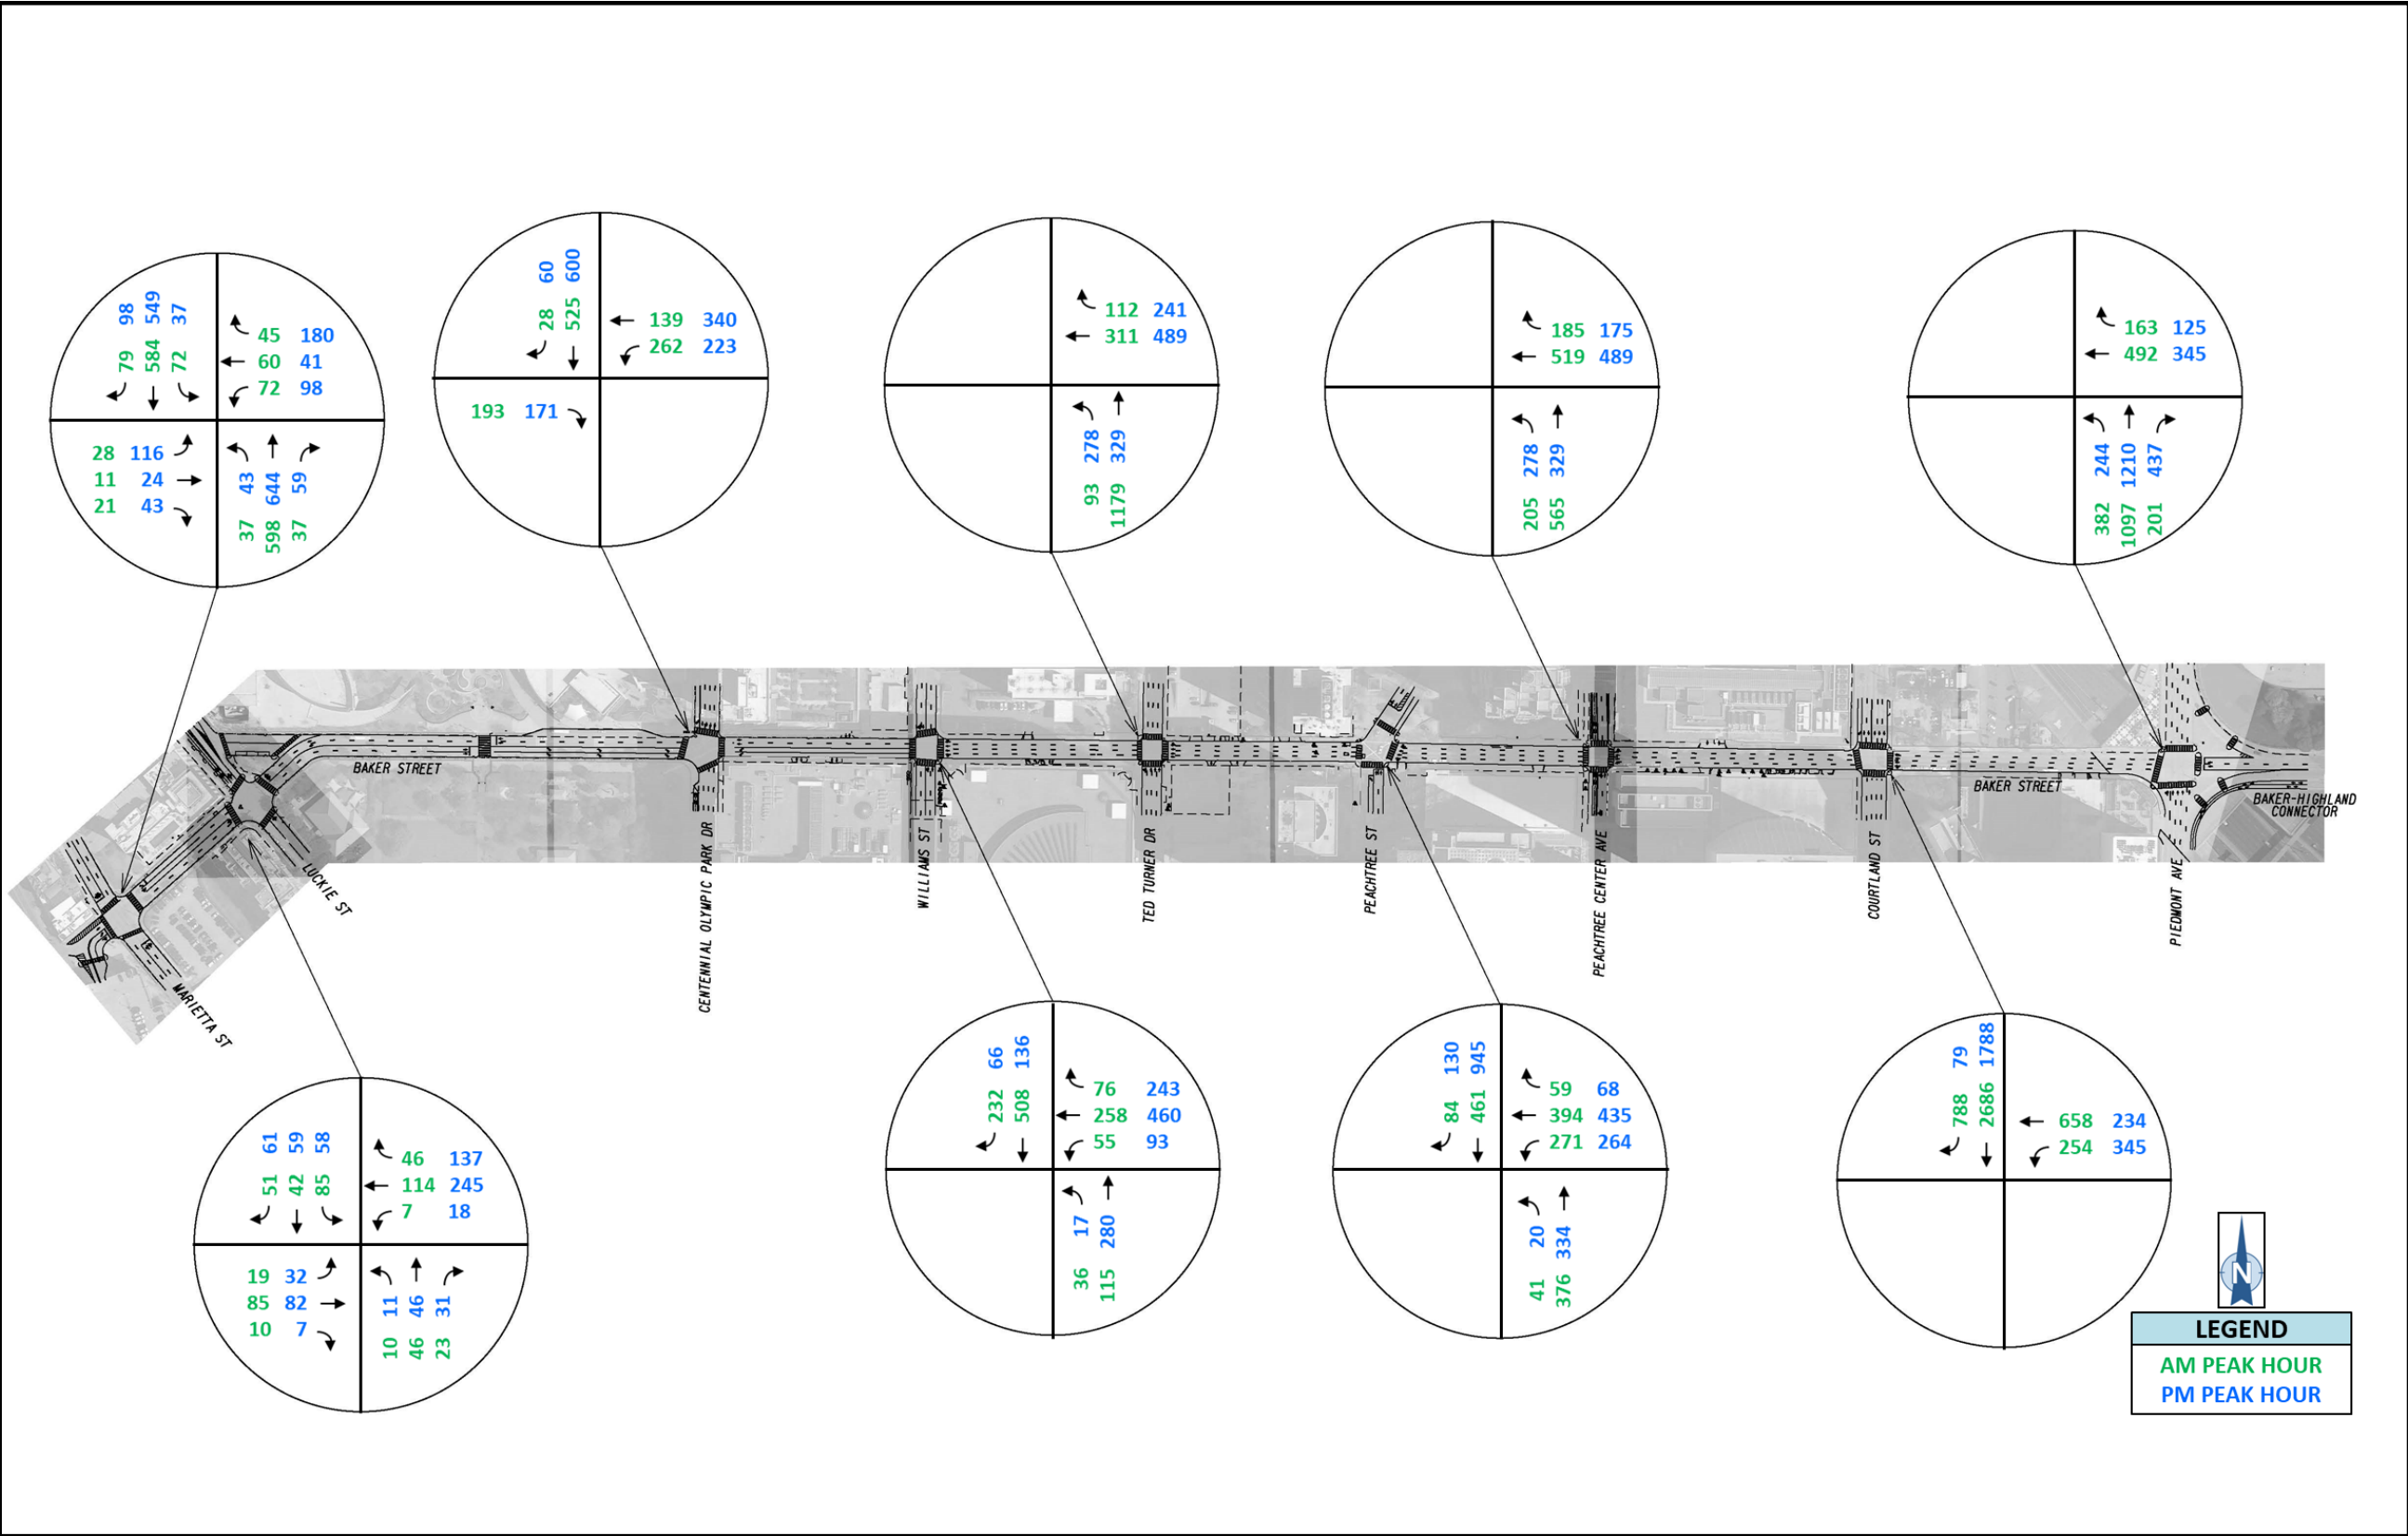 98 549 37
79 584 72
45 180
60 41
72 98
28 116
11 24
21 43
43 644 59
37 598 37
60 600
28 525
139 340
262 223
193 171
112 241
311 489
278 329
93 1179
185 175
519 489
278 329
205 565
163 125
492 345
244 1210 437
382 1097 201
BAKER STREET
BAKER STREET
BAKER-HIGHLAND
CONNECTOR
MARIETTA ST
LUCKIE ST
CENTENNIAL OLYMPIC PARK DR
WILLIAMS ST
TED TURNER DR
PEACHTREE ST
PEACHTREE CENTER AVE
COURTLAND ST
PIEDMONT AVE
61 59 58
51 42 85
46 137
114 245
7 18
19 32
85 82
10 7
11 46 31
10 46 23
66 136
232 508
76 243
258 460
55 93
17 280
36 115
130 945
84 461
59 68
394 435
271 264
20 334
41 376
79 1788
788 2686
658 234
254 345
N
LEGEND
AM PEAK HOUR
PM PEAK HOUR